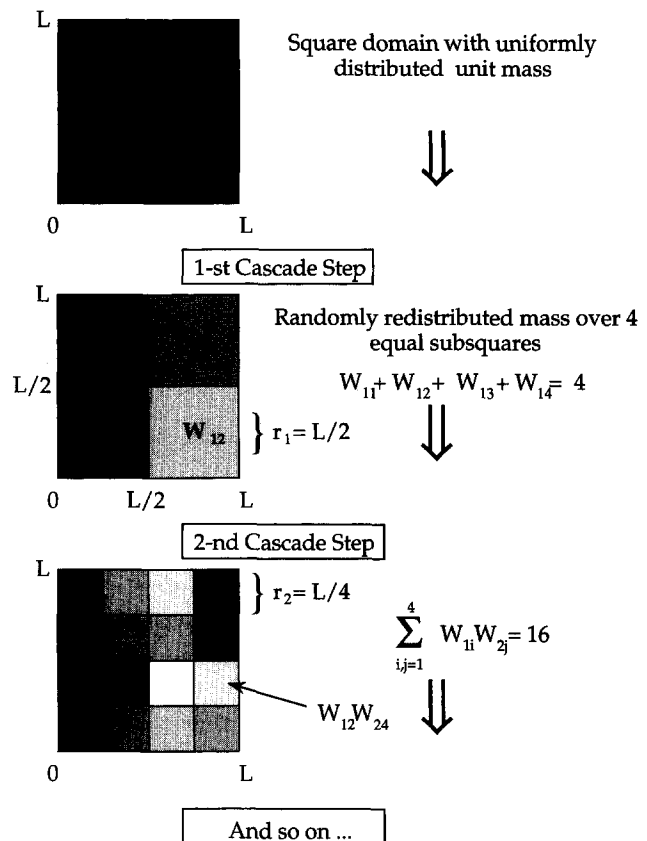 L
Square domain with uniformly
distributed unit mass
0 L
1-st Cascade Step
L
Randomly redistributed mass over 4
equal subsquares
L/2
W₁₁+ W₁₂+ W₁₃+ W₁₄= 4
W₁₂
} r₁= L/2
0 L/2 L
2-nd Cascade Step
L
} r₂= L/4
4
∑ W₁ᵢW₂ⱼ= 16
i,j=1
W₁₂W₂₄
0 L
And so on ...